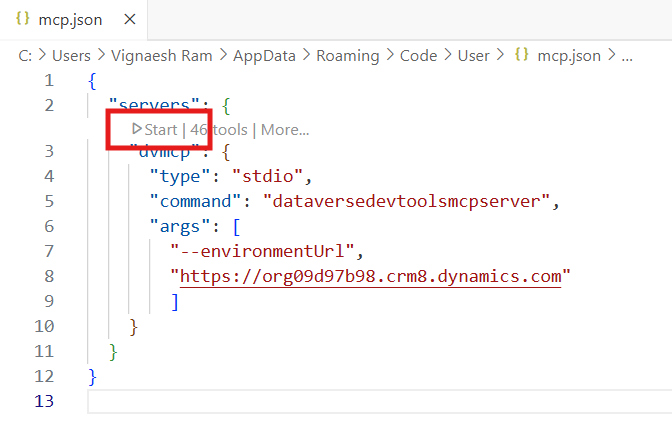 {} mcp.json ×
C: > Users > Vignaesh Ram > AppData > Roaming > Code > User > {} mcp.json > ...
1 {
2 "servers": {
Start | 46 tools | More...
3 "dvmcp": {
4 "type": "stdio",
5 "command": "dataversedevtoolsmcpserver",
6 "args": [
7 "--environmentUrl",
8 "https://org09d97b98.crm8.dynamics.com"
9 ]
10 }
11 }
12 }
13